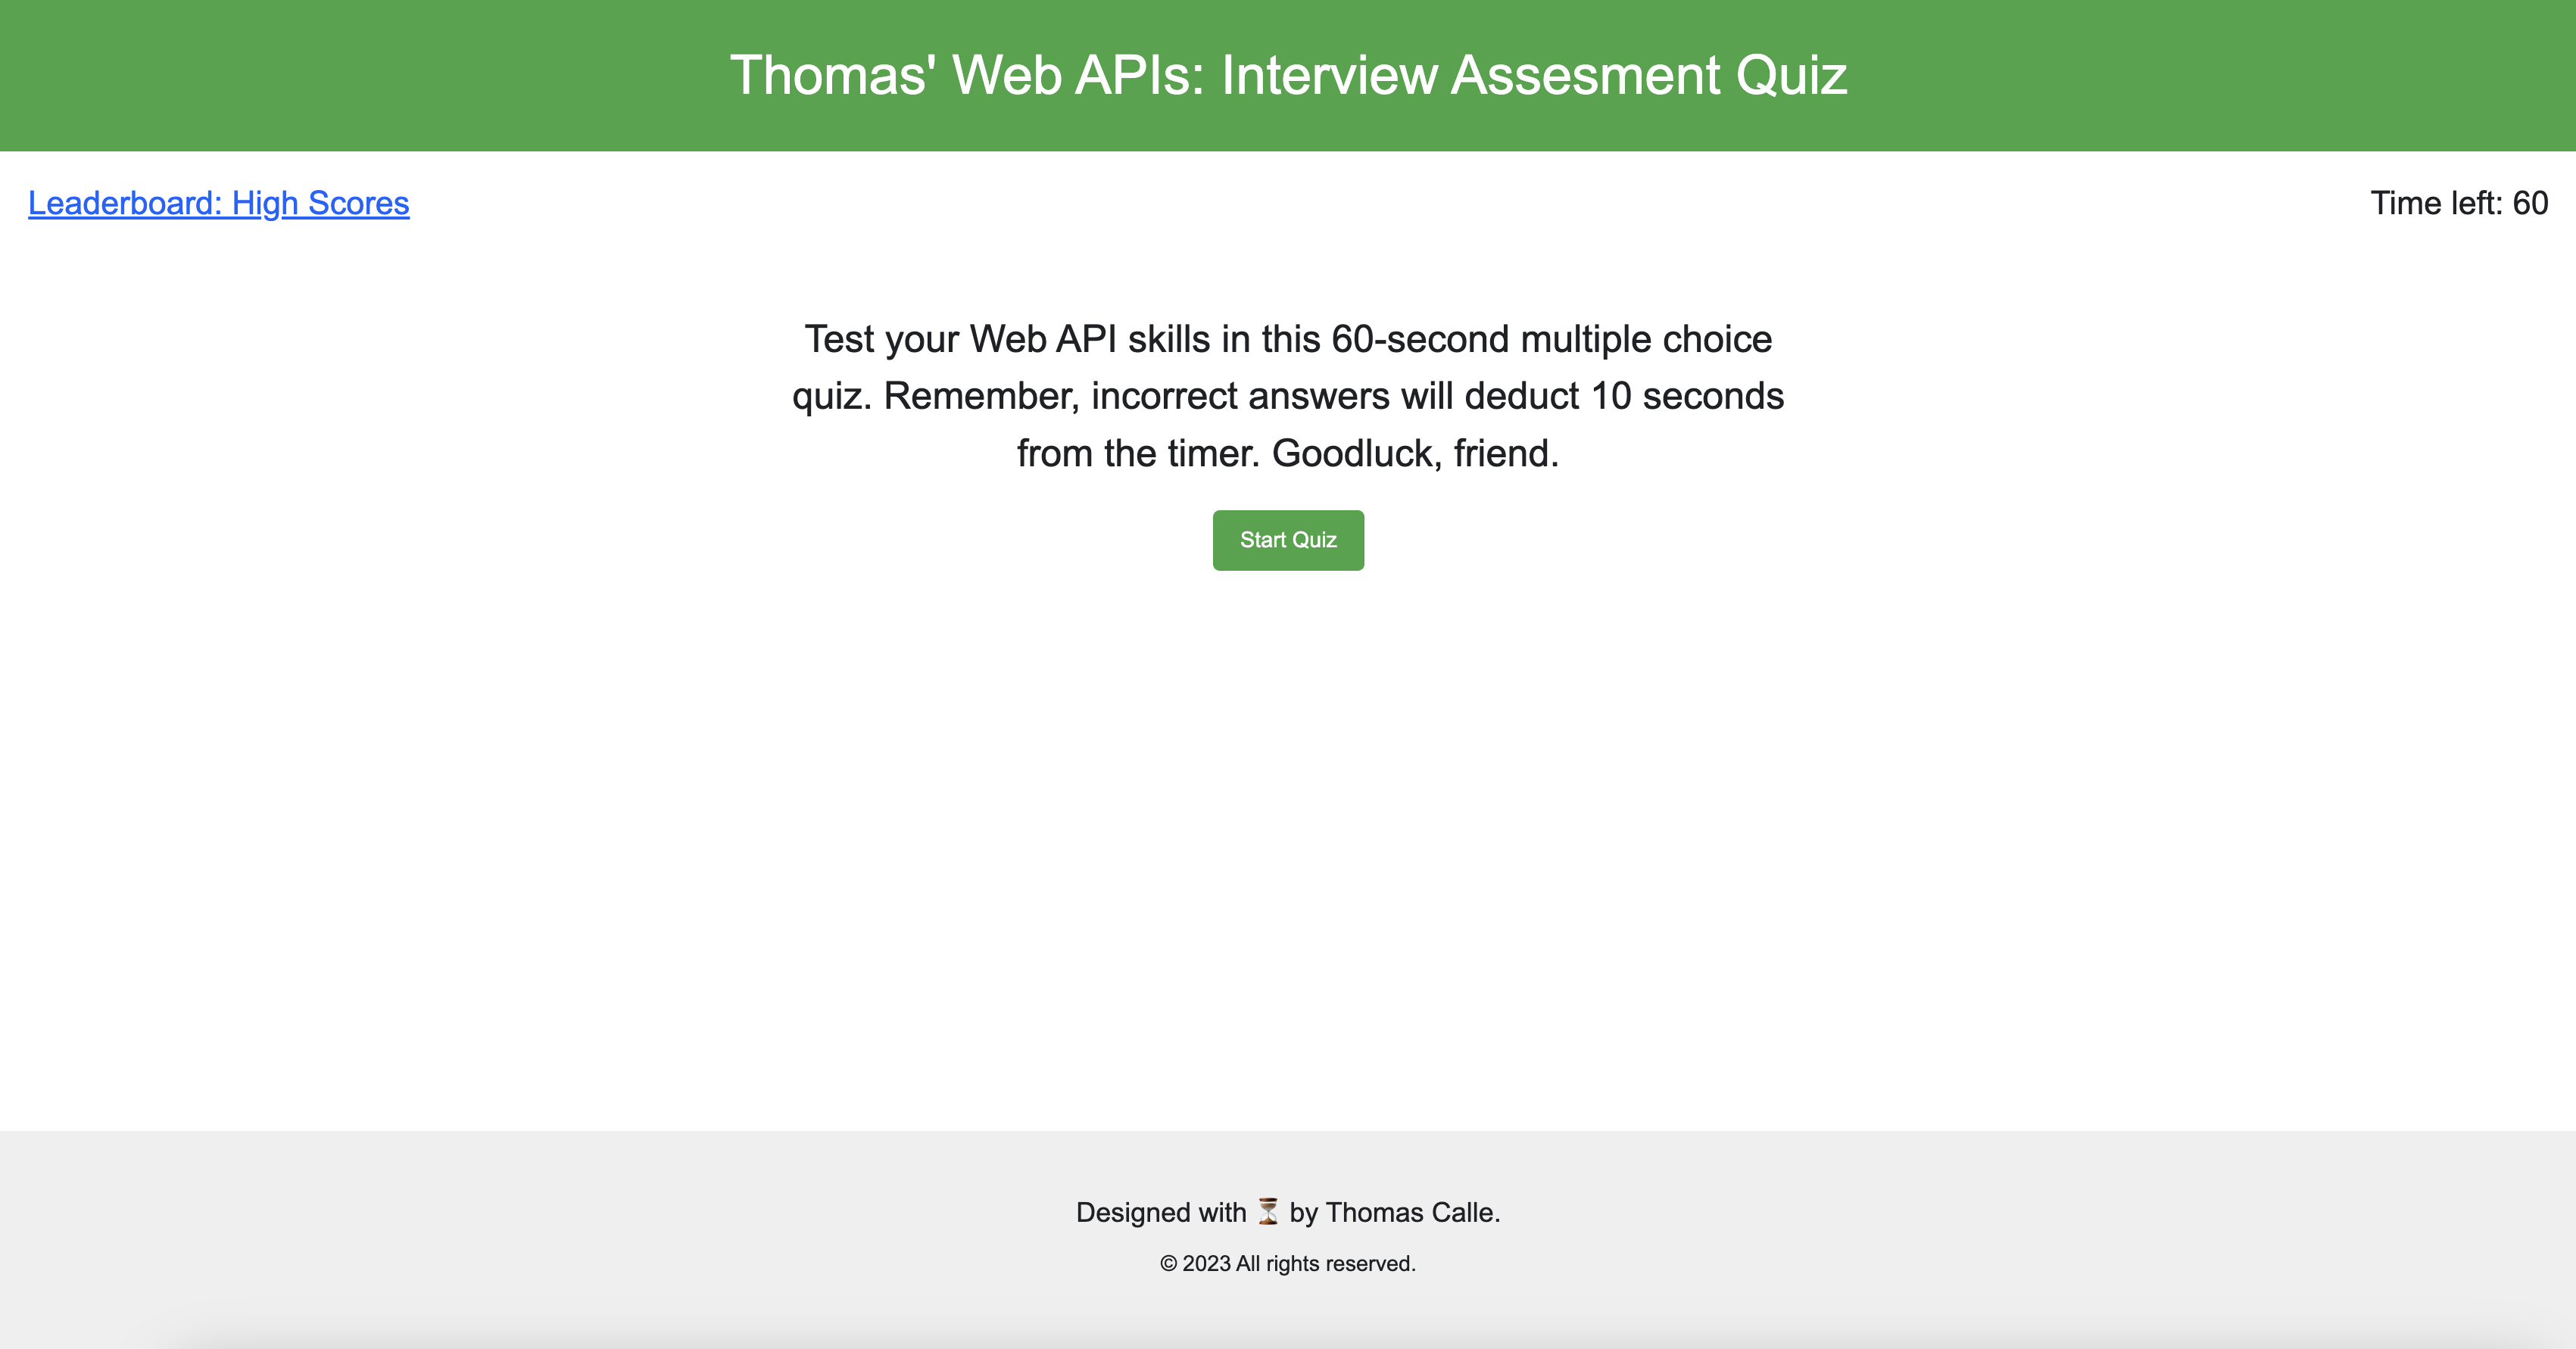 Thomas' Web APIs: Interview Assesment Quiz
Leaderboard: High Scores
Time left: 60
Test your Web API skills in this 60-second multiple choice
quiz. Remember, incorrect answers will deduct 10 seconds
from the timer. Goodluck, friend.
Start Quiz
Designed with ⏳ by Thomas Calle.
© 2023 All rights reserved.